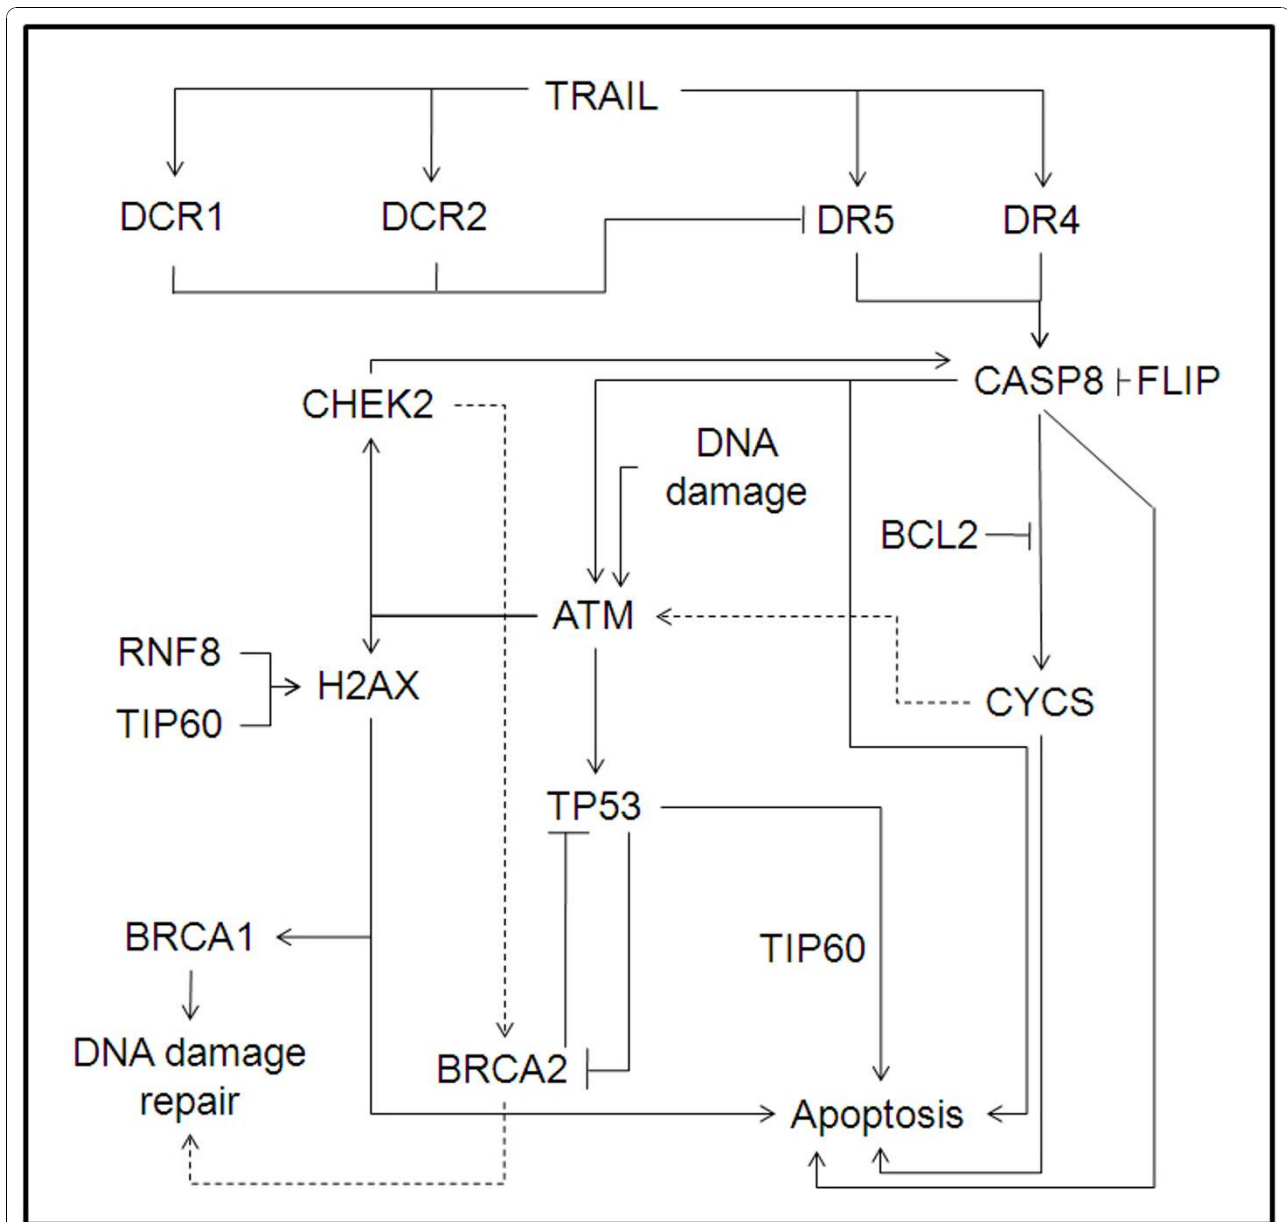 TRAIL
DCR1
DCR2
DR5
DR4
CHEK2
CASP8
FLIP
DNA
damage
BCL2
ATM
RNF8
H2AX
TIP60
CYCS
TP53
BRCA1
TIP60
DNA damage
repair
BRCA2
Apoptosis